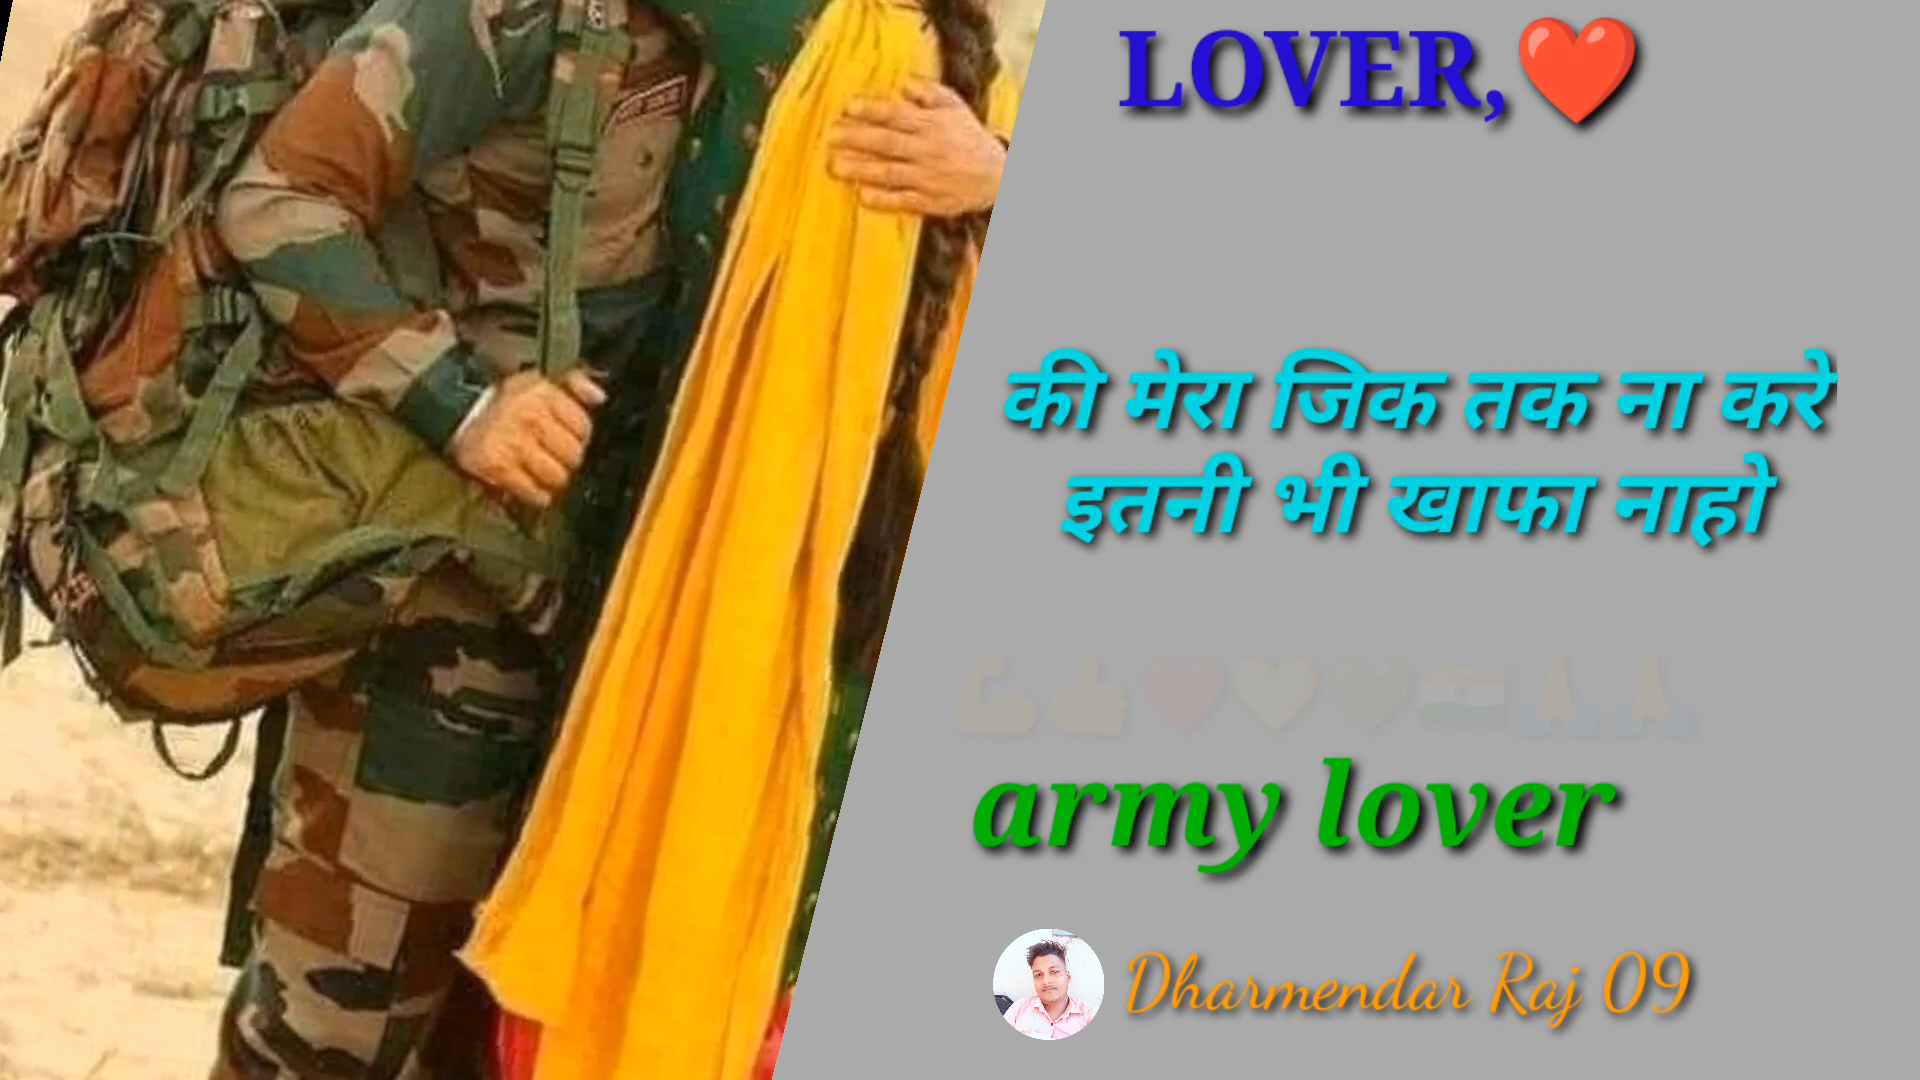 LOVER,❤️
की मेरा जिक तक ना करे
इतनी भी खाफा नाहो
💪👍❤️💛💚🇮🇳🙏🙏
army lover
Dharmendar Raj 09